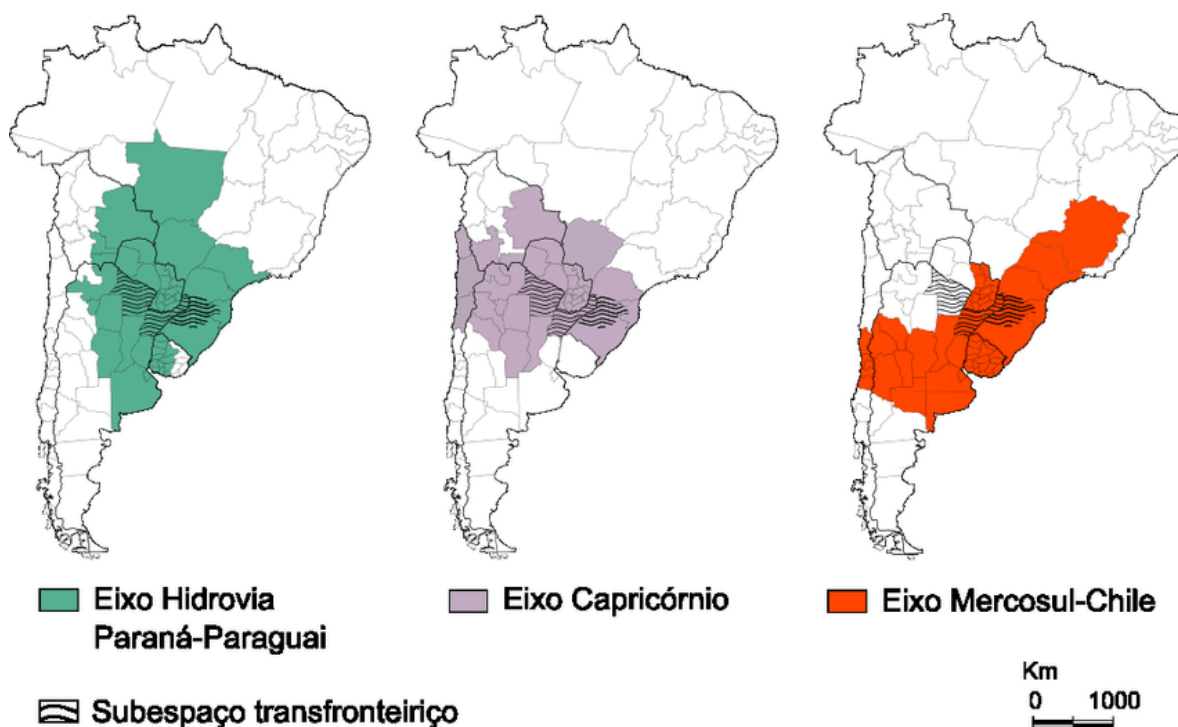 Eixo Hidrovia
Paraná-Paraguai
Eixo Capricórnio
Eixo Mercosul-Chile
Subespaço transfronteiriço
Km
0 1000